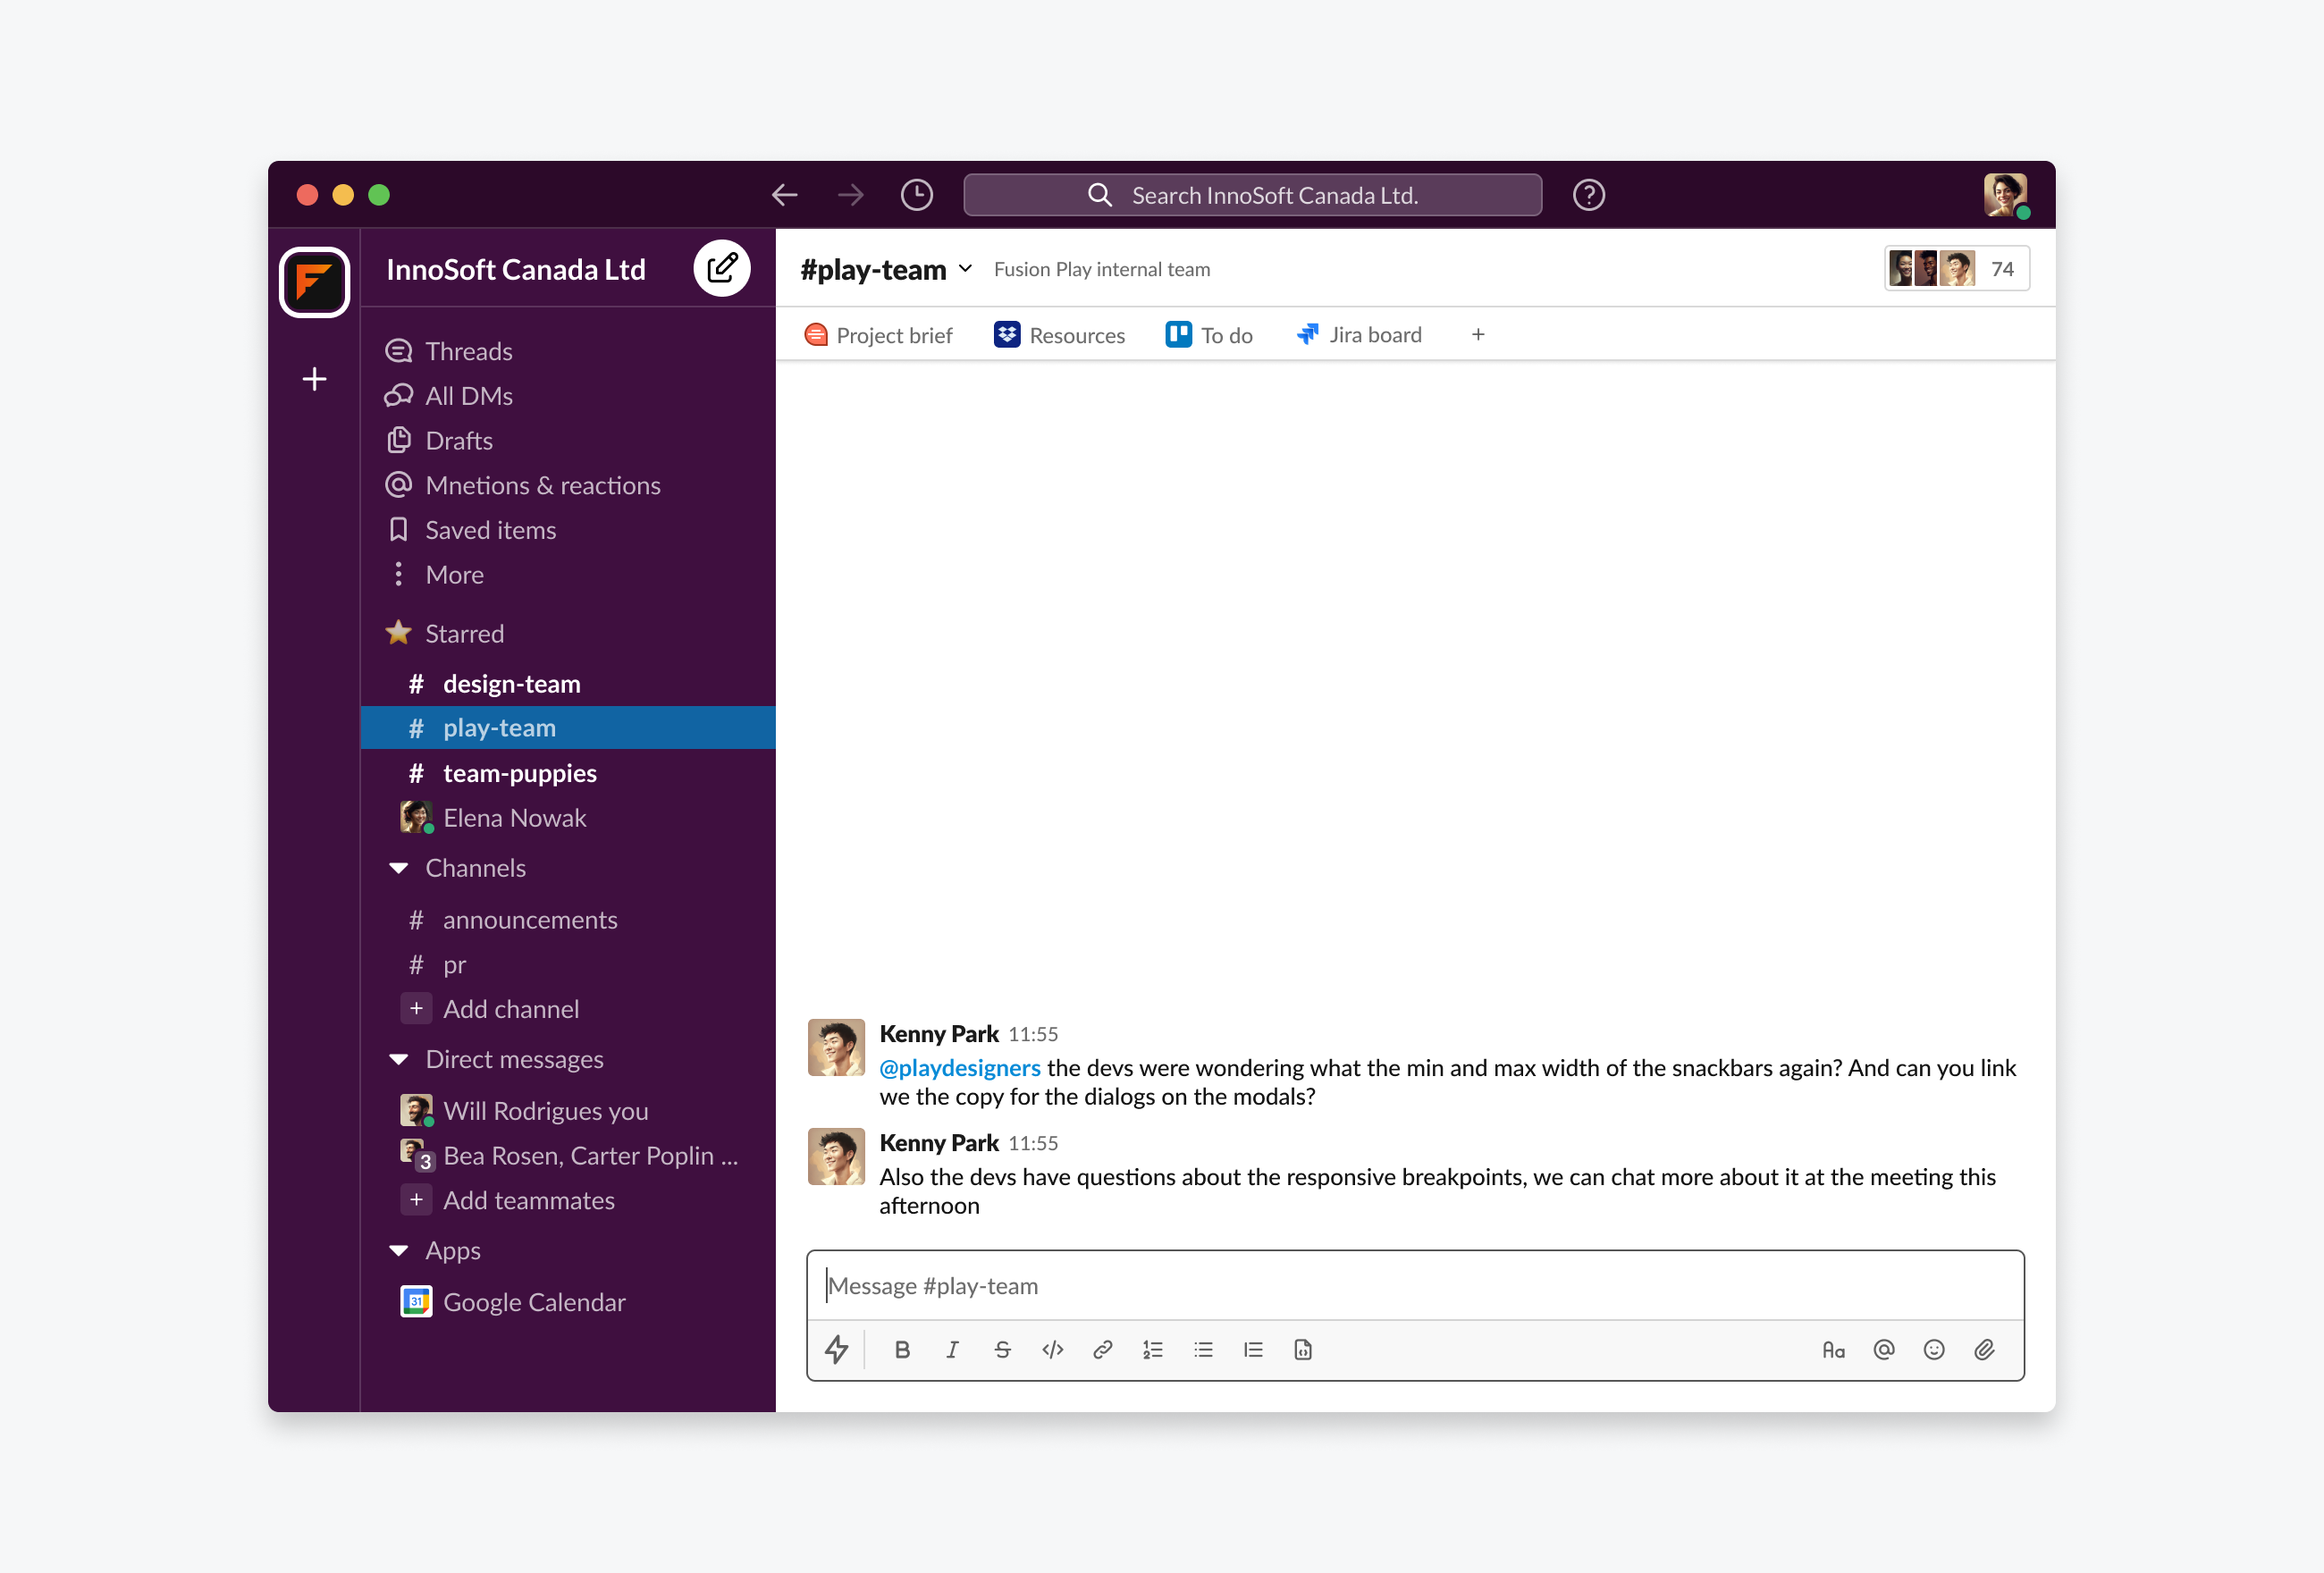 Search InnoSoft Canada Ltd.
InnoSoft Canada Ltd
Threads
All DMs
Drafts
Mnetions & reactions
Saved items
More
Starred
# design-team
# play-team
# team-puppies
Elena Nowak
Channels
# announcements
# pr
+ Add channel
Direct messages
Will Rodrigues you
3 Bea Rosen, Carter Poplin ...
+ Add teammates
Apps
31 Google Calendar
#play-team Fusion Play internal team
74
Project brief Resources To do Jira board +
Kenny Park 11:55
@playdesigners the devs were wondering what the min and max width of the snackbars again? And can you link
we the copy for the dialogs on the modals?
Kenny Park 11:55
Also the devs have questions about the responsive breakpoints, we can chat more about it at the meeting this
afternoon
Message #play-team
B I S </> Aa @